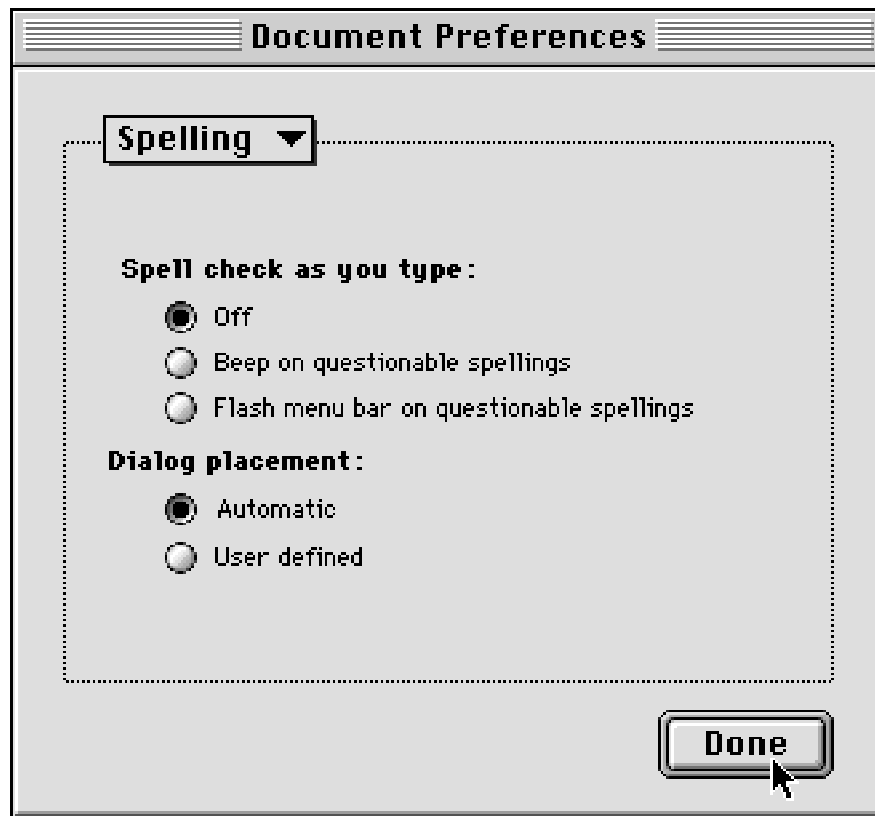 Document Preferences
Spelling
Spell check as you type:
Off
Beep on questionable spellings
Flash menu bar on questionable spellings
Dialog placement:
Automatic
User defined
Done